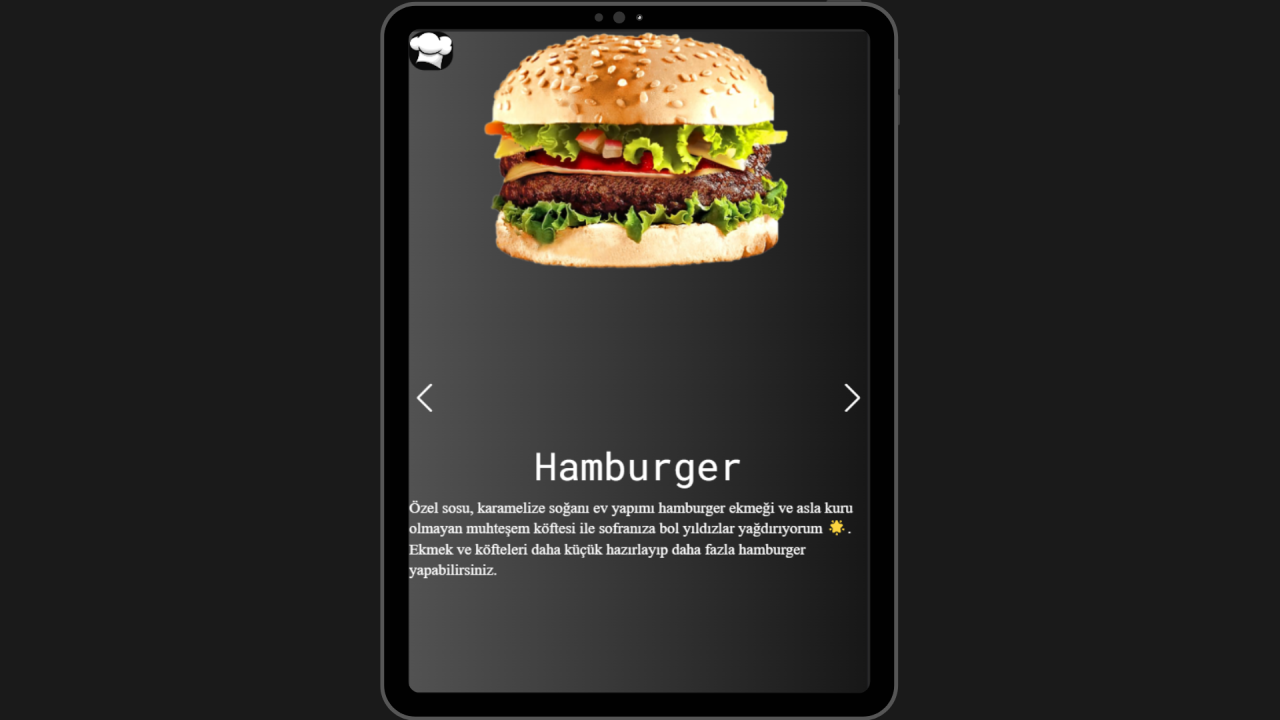 Hamburger
Özel sosu, karamelize soğanı ev yapımı hamburger ekmeği ve asla kuru
olmayan muhteşem köftesi ile sofranıza bol yıldızlar yağdırıyorum 🌟.
Ekmek ve köfteleri daha küçük hazırlayıp daha fazla hamburger
yapabilirsiniz.